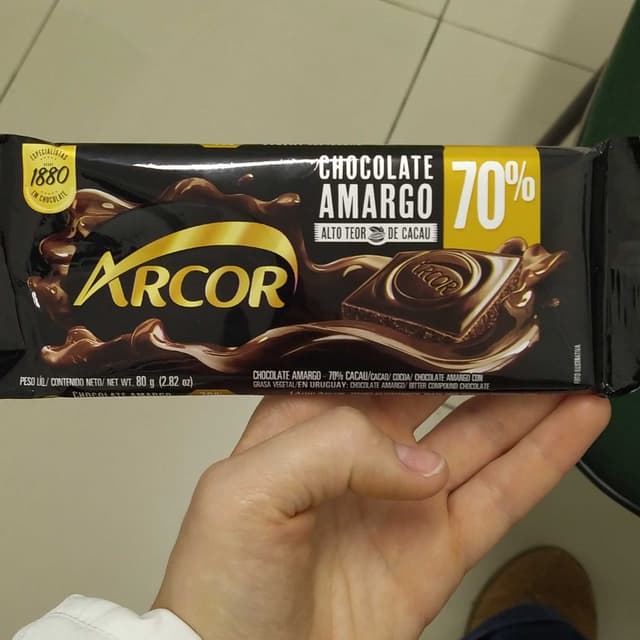 ESPECIALISTAS
DESDE
1880
EM CHOCOLATE
ARCOR
CHOCOLATE
AMARGO
ALTO TEOR DE CACAU
70%
ARCOR
PESO LÍQ./ CONTENIDO NETO/ NET WT. 80 g (2.82 oz)
CHOCOLATE AMARGO - 70% CACAU/CACAO/ COCOA/ CHOCOLATE AMARGO CON
GRASA VEGETAL/EN URUGUAY: CHOCOLATE AMARGO/ BITTER COMPOUND CHOCOLATE
CHOCOLATE AMARGO 70%